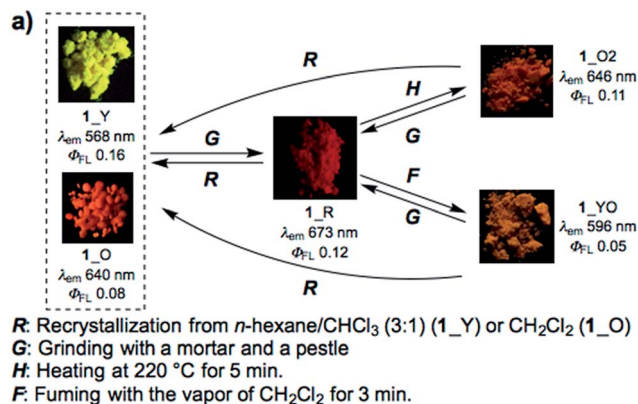 a)
1_Y
λem 568 nm
ΦFL 0.16
1_O
λem 640 nm
ΦFL 0.08
R
G
R
1_R
λem 673 nm
ΦFL 0.12
H
G
F
G
R
1_O2
λem 646 nm
ΦFL 0.11
1_YO
λem 596 nm
ΦFL 0.05
R: Recrystallization from n-hexane/CHCl3 (3:1) (1_Y) or CH2Cl2 (1_O)
G: Grinding with a mortar and a pestle
H: Heating at 220 °C for 5 min.
F: Fuming with the vapor of CH2Cl2 for 3 min.